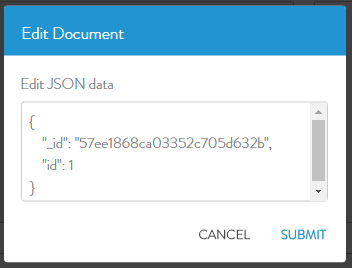 Edit Document
Edit JSON data
{
"_id": "57ee1868ca03352c705d632b",
"id": 1
}
CANCEL SUBMIT